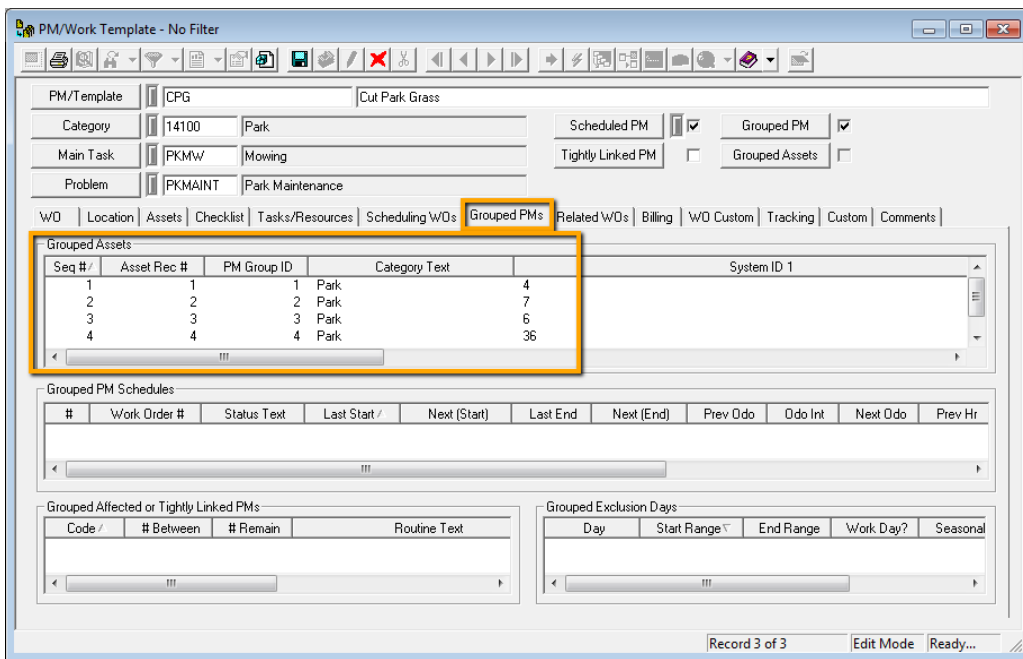 PM/Work Template - No Filter
PM/Template CPG Cut Park Grass
Category 14100 Park Scheduled PM Grouped PM
Main Task PKMW Mowing Tightly Linked PM Grouped Assets
Problem PKMAINT Park Maintenance
WO Location Assets Checklist Tasks/Resources Scheduling WOs Grouped PMs Related WOs Billing WO Custom Tracking Custom Comments
Grouped Assets
Seq # Asset Rec # PM Group ID Category Text System ID 1
1 1 1 Park 4
2 2 2 Park 7
3 3 3 Park 6
4 4 4 Park 36
Grouped PM Schedules
# Work Order # Status Text Last Start Next (Start) Last End Next (End) Prev Odo Odo Int Next Odo Prev Hr
Grouped Affected or Tightly Linked PMs Grouped Exclusion Days
Code # Between # Remain Routine Text Day Start Range End Range Work Day? Seasonal
Record 3 of 3 Edit Mode Ready...